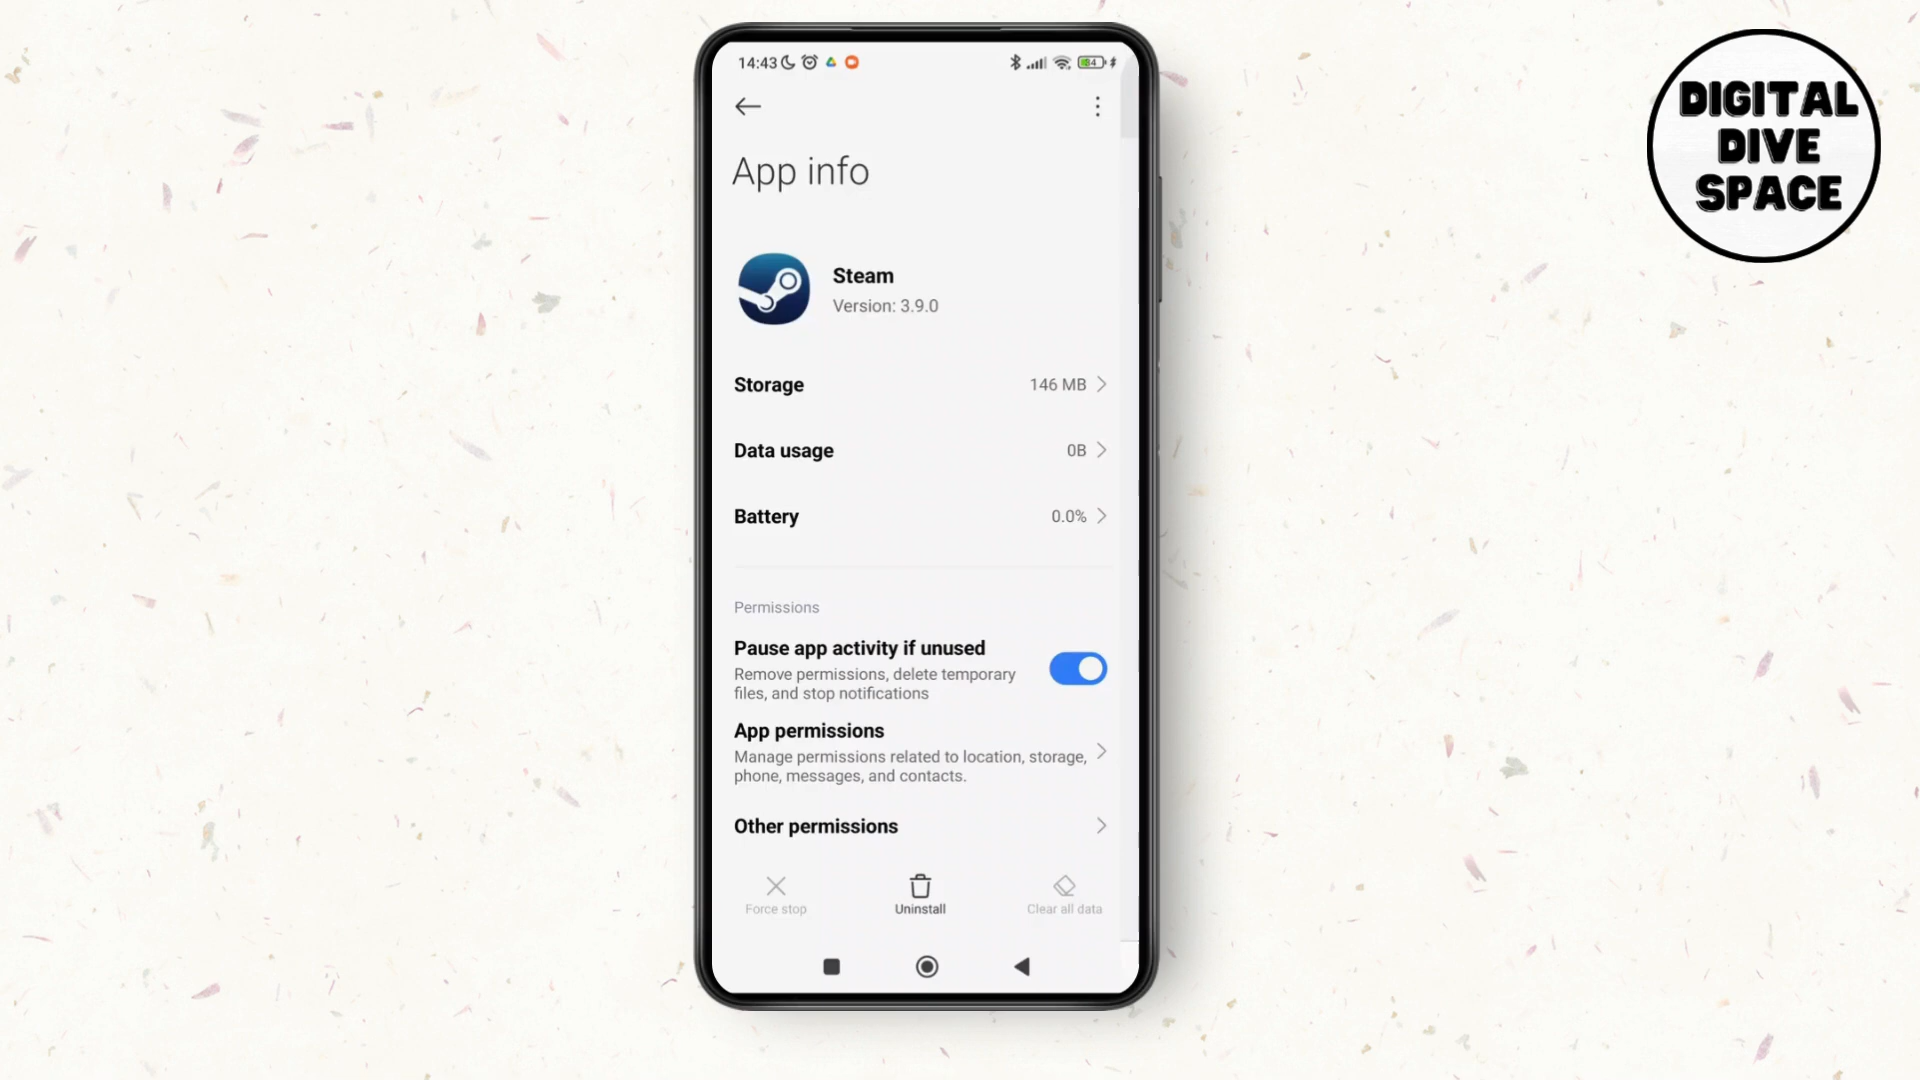 14:43
84
App info
Steam
Version: 3.9.0
Storage
146 MB
Data usage
0B
Battery
0.0%
Permissions
Pause app activity if unused
Remove permissions, delete temporary
files, and stop notifications
App permissions
Manage permissions related to location, storage,
phone, messages, and contacts.
Other permissions
Force stop
Uninstall
Clear all data
DIGITAL
DIVE
SPACE